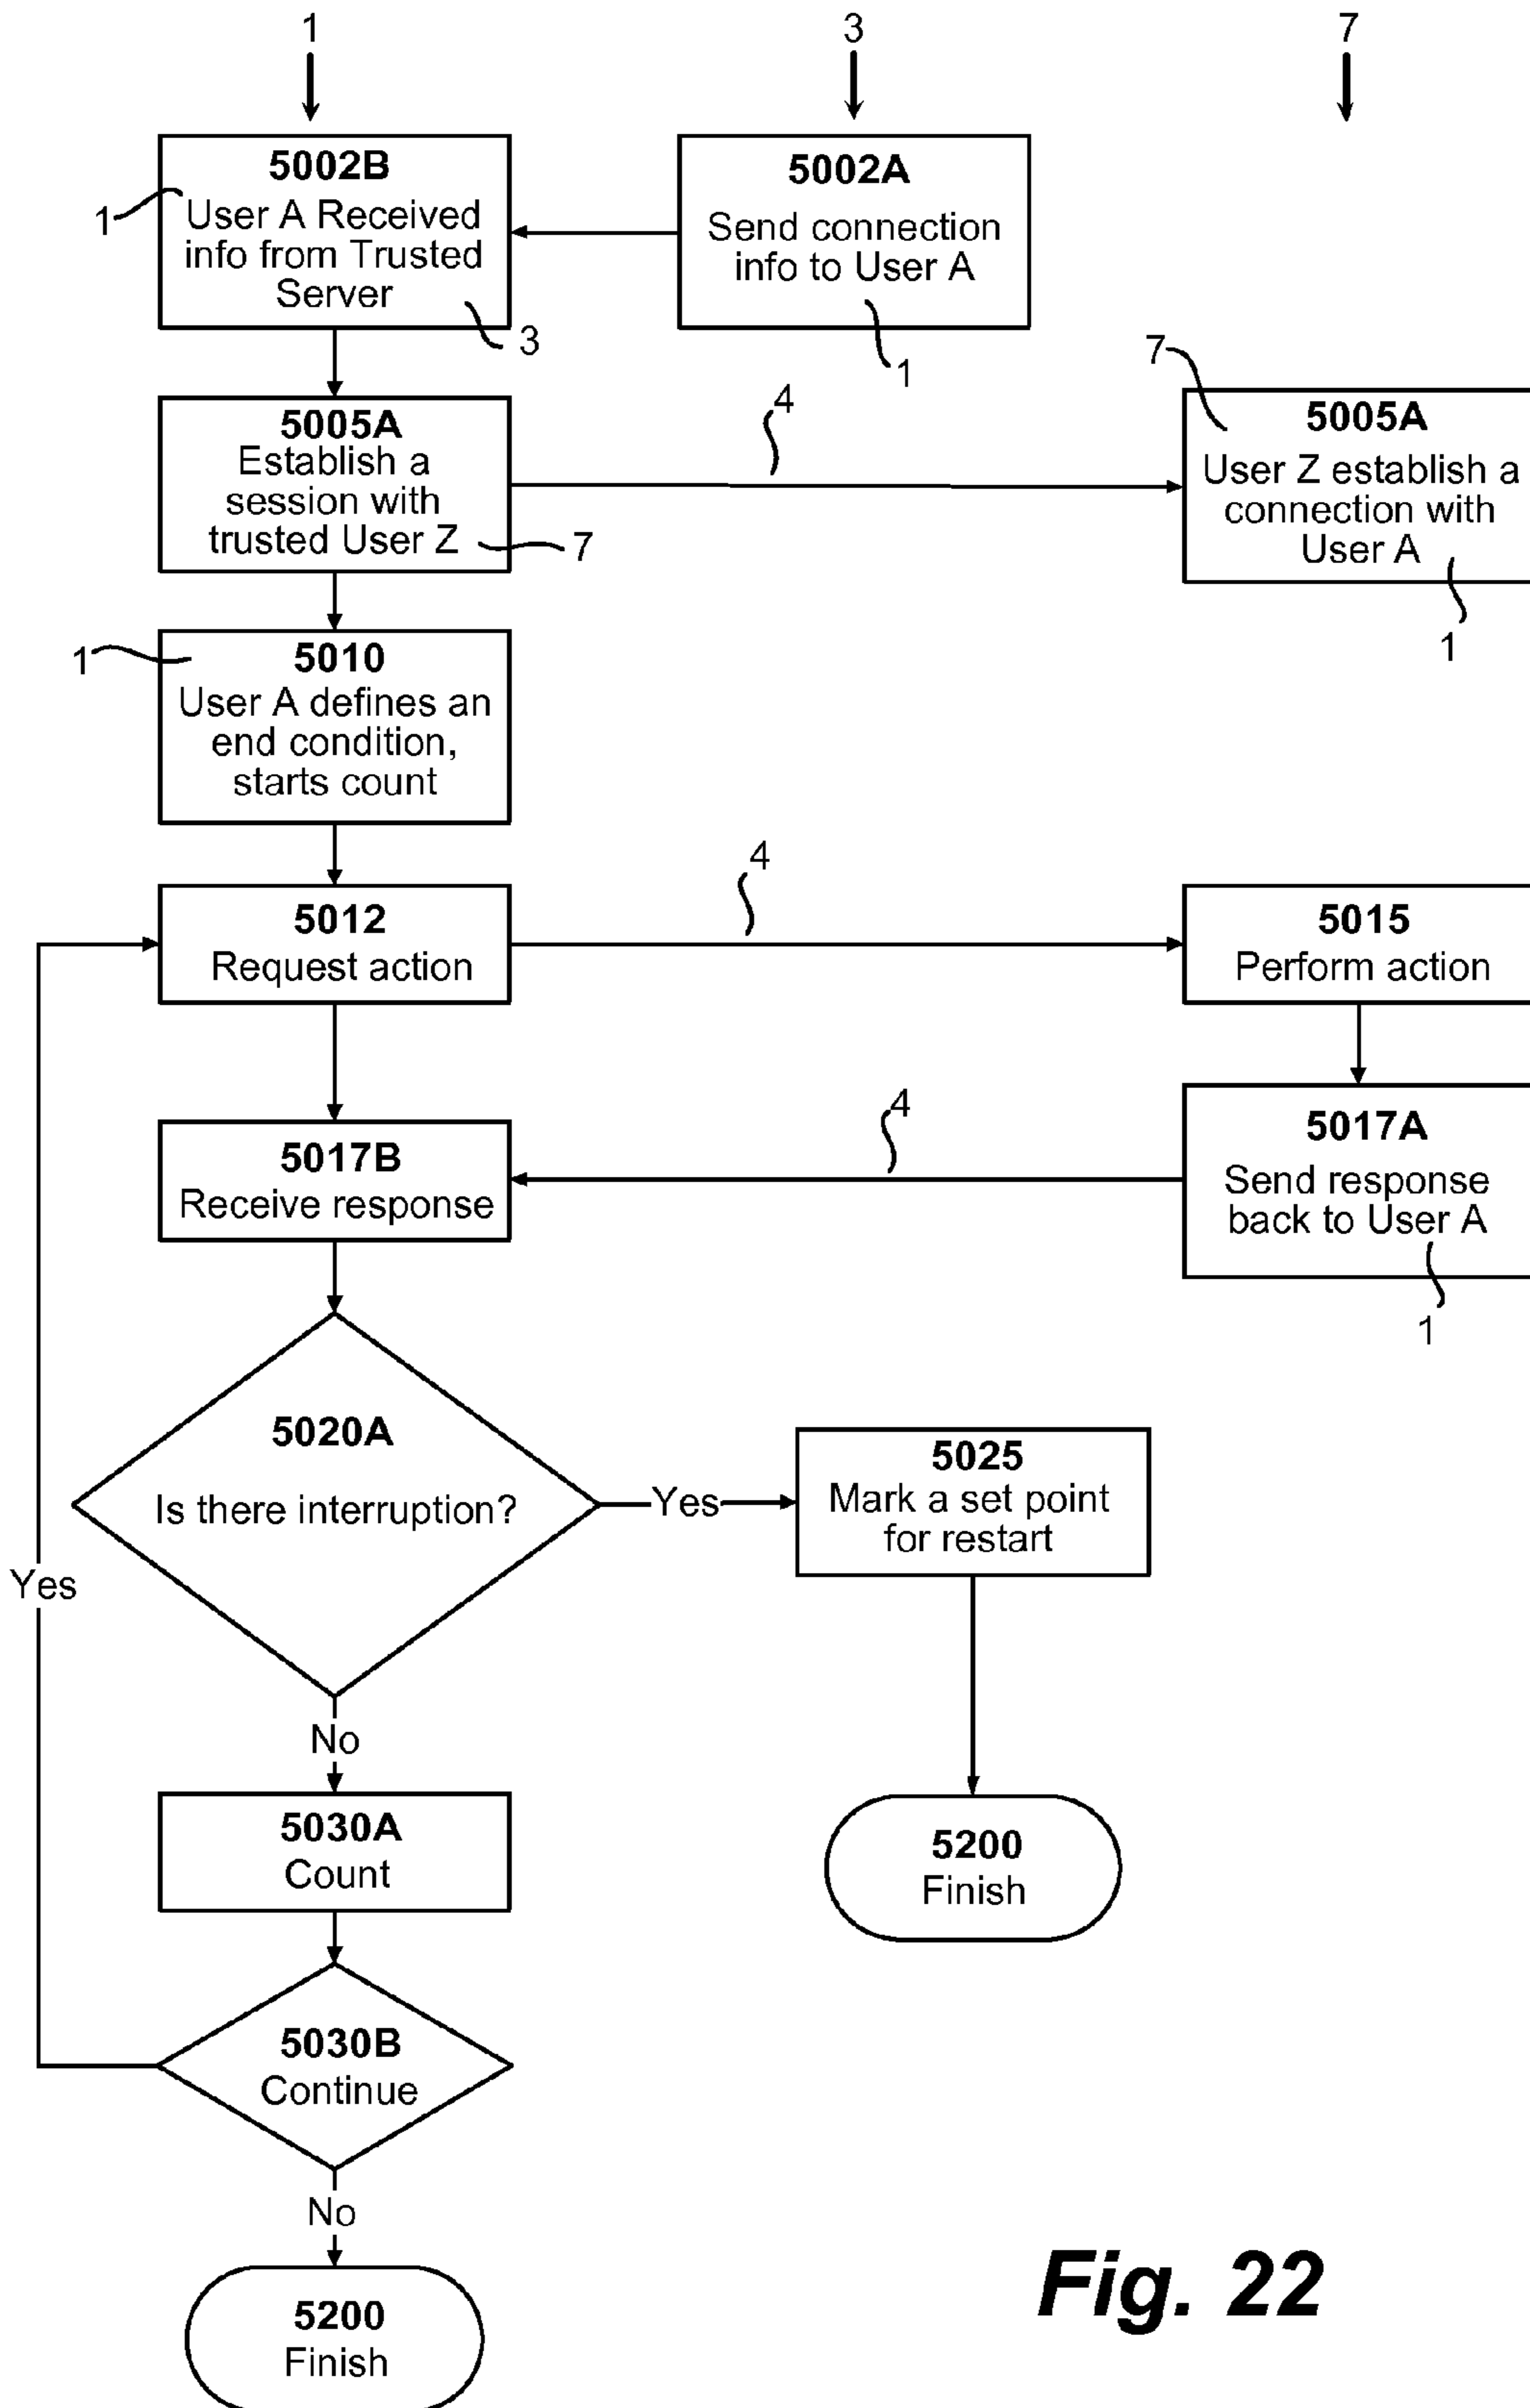 1
3
7
5002B
User A Received
info from Trusted
Server
1
3
5002A
Send connection
info to User A
1
5005A
Establish a
session with
trusted User Z
7
4
7
5005A
User Z establish a
connection with
User A
1
1
5010
User A defines an
end condition,
starts count
5012
Request action
4
5015
Perform action
5017B
Receive response
4
5017A
Send response
back to User A
1
5020A
Is there interruption?
Yes
5025
Mark a set point
for restart
Yes
No
5030A
Count
5200
Finish
5030B
Continue
No
5200
Finish
Fig. 22